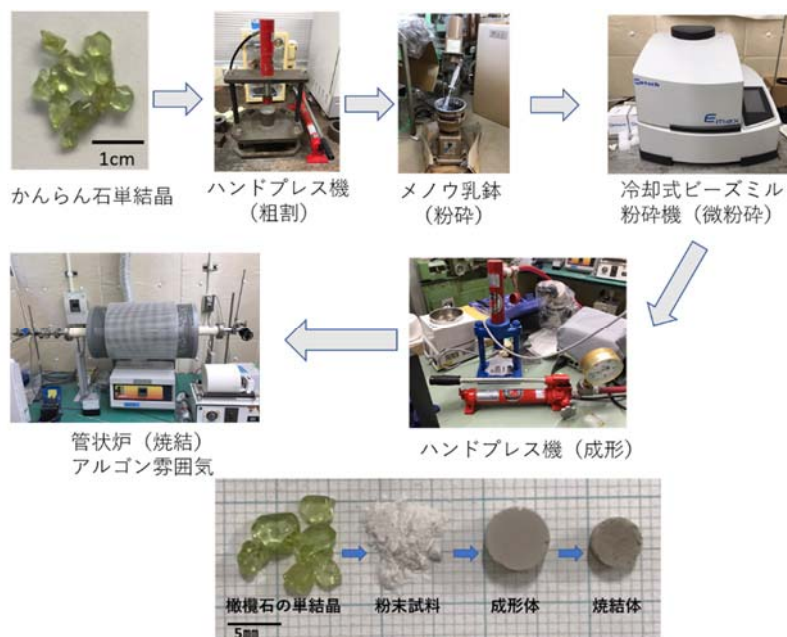 1cm
かんらん石単結晶
ハンドプレス機
（粗割）
メノウ乳鉢
（粉砕）
Emax
冷却式ビーズミル
粉砕機（微粉砕）
管状炉（焼結）
アルゴン雰囲気
ハンドプレス機（成形）
橄欖石の単結晶
粉末試料
成形体
焼結体
5mm